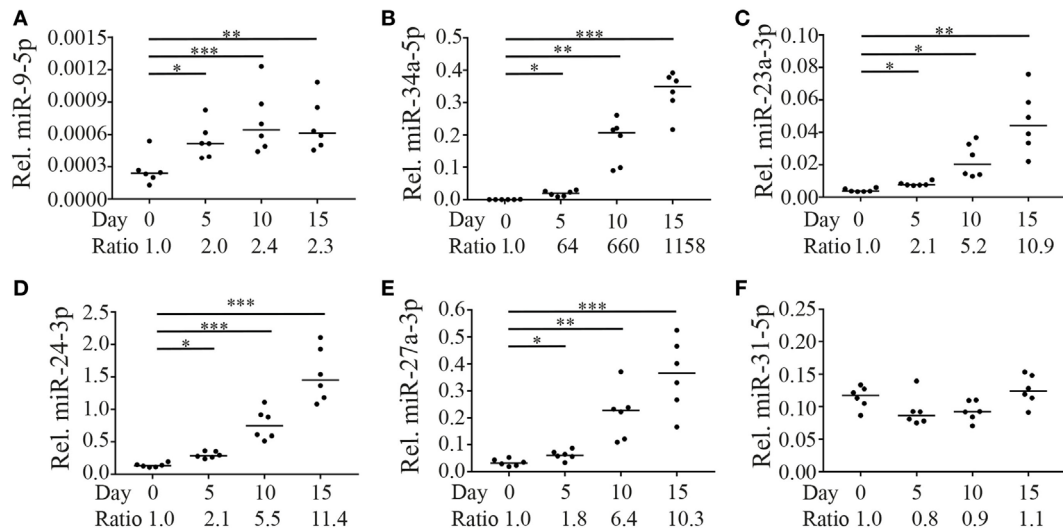 A
Rel. miR-9-5p
0.0015
0.0012
0.0009
0.0006
0.0003
0.0000
**
***
*
Day 0 5 10 15
Ratio 1.0 2.0 2.4 2.3
B
Rel. miR-34a-5p
0.5
0.4
0.3
0.2
0.1
0.0
***
**
*
Day 0 5 10 15
Ratio 1.0 64 660 1158
C
Rel. miR-23a-3p
0.10
0.08
0.06
0.04
0.02
0.00
**
*
*
Day 0 5 10 15
Ratio 1.0 2.1 5.2 10.9
D
Rel. miR-24-3p
2.5
2.0
1.5
1.0
0.5
0.0
***
***
*
Day 0 5 10 15
Ratio 1.0 2.1 5.5 11.4
E
Rel. miR-27a-3p
0.6
0.5
0.4
0.3
0.2
0.1
0.0
***
**
*
Day 0 5 10 15
Ratio 1.0 1.8 6.4 10.3
F
Rel. miR-31-5p
0.25
0.20
0.15
0.10
0.05
0.00
Day 0 5 10 15
Ratio 1.0 0.8 0.9 1.1